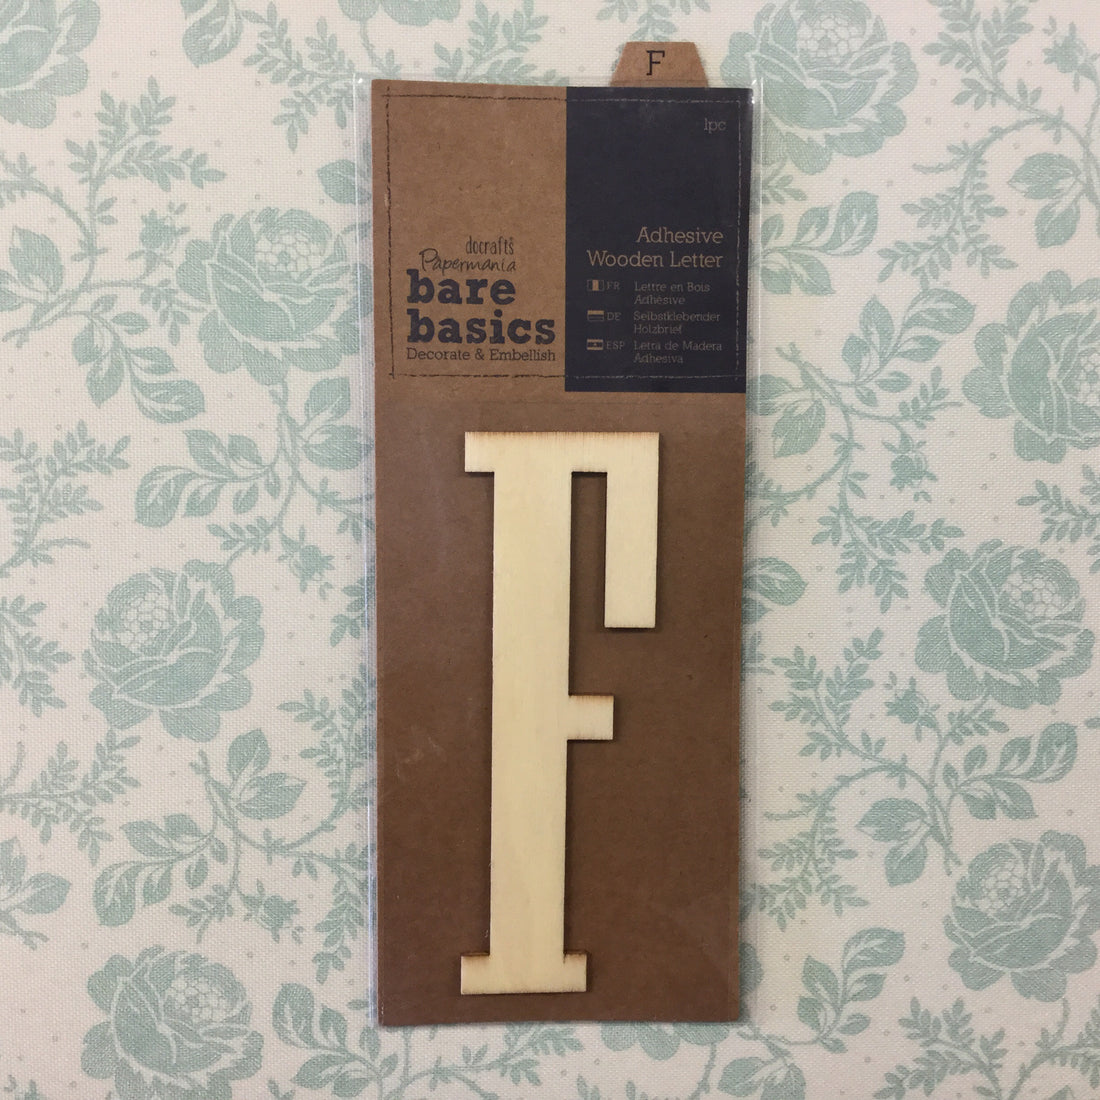 F
1pc
docrafts
Papermania
bare
basics
Decorate & Embellish
Adhesive
Wooden Letter
FR Lettre en Bois
Adhésive
DE Selbstklebender
Holzbrief
ESP Letra de Madera
Adhesiva
F